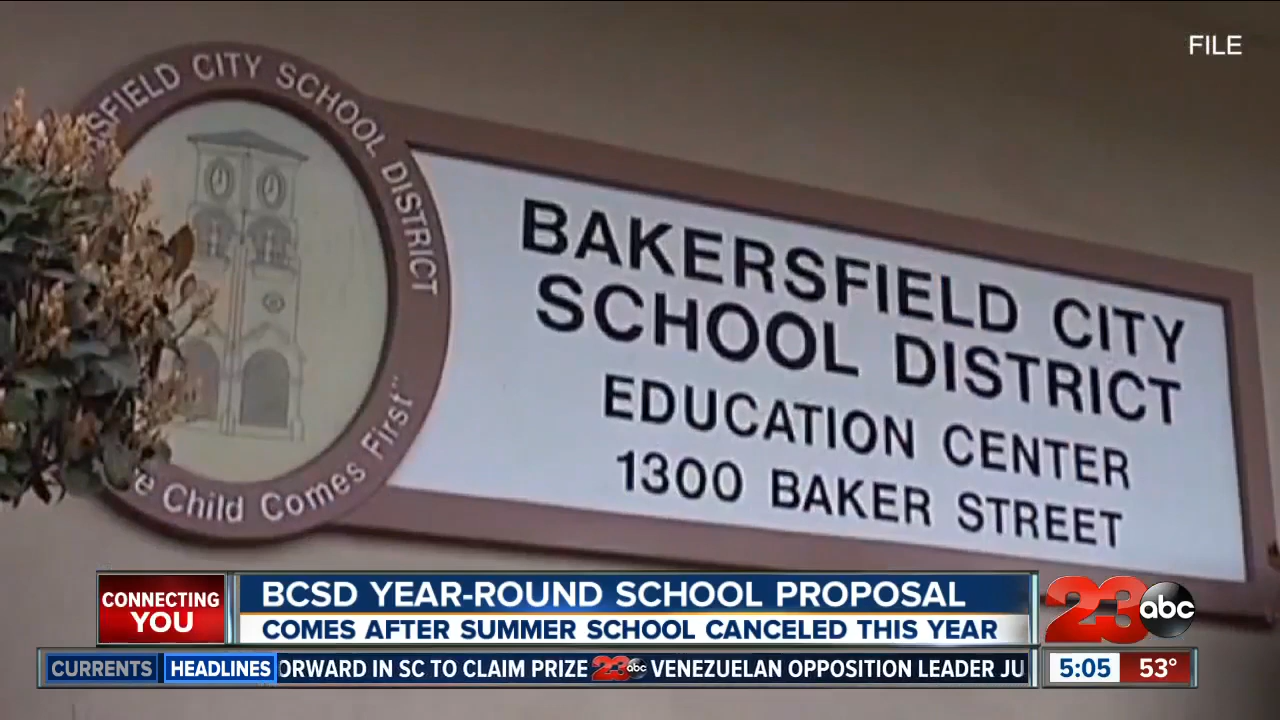 FILE
CITY SCHOOL DISTRICT
Child Comes First"
BAKERSFIELD CITY
SCHOOL DISTRICT
EDUCATION CENTER
1300 BAKER STREET
CONNECTING
YOU
BCSD YEAR-ROUND SCHOOL PROPOSAL
COMES AFTER SUMMER SCHOOL CANCELED THIS YEAR
23 abc
CURRENTS HEADLINES ORWARD IN SC TO CLAIM PRIZE 23 abc VENEZUELAN OPPOSITION LEADER JU
5:05 53°